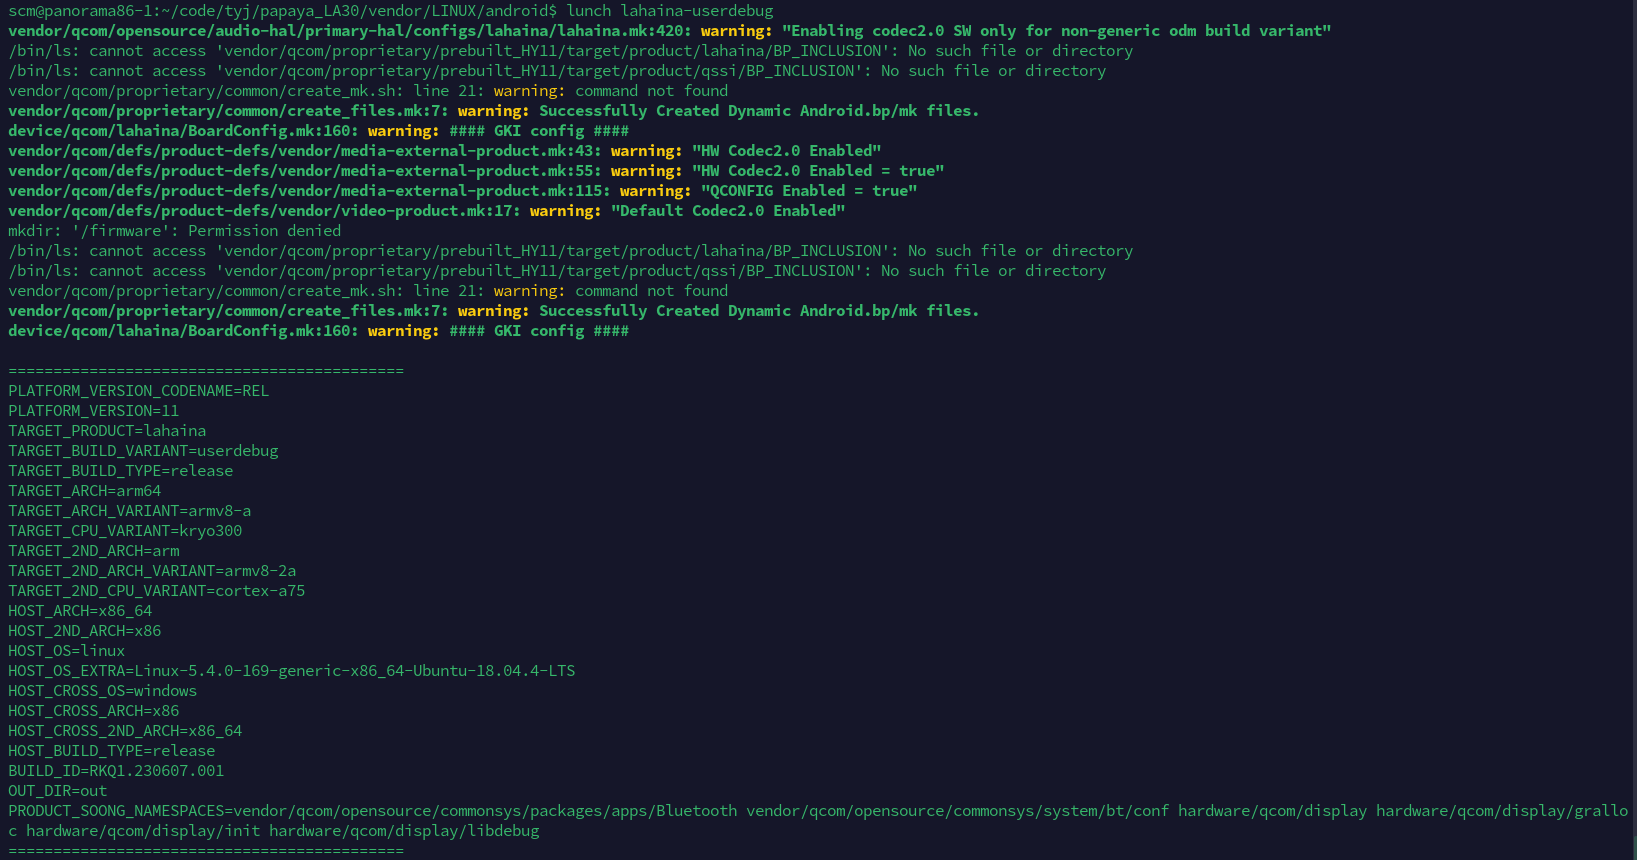 scm@panorama86-1:~/code/tyj/papaya_LA30/vendor/LINUX/android$ lunch lahaina-userdebug
vendor/qcom/opensource/audio-hal/primary-hal/configs/lahaina/lahaina.mk:420: warning: "Enabling codec2.0 SW only for non-generic odm build variant"
/bin/ls: cannot access 'vendor/qcom/proprietary/prebuilt_HY11/target/product/lahaina/BP_INCLUSION': No such file or directory
/bin/ls: cannot access 'vendor/qcom/proprietary/prebuilt_HY11/target/product/qssi/BP_INCLUSION': No such file or directory
vendor/qcom/proprietary/common/create_mk.sh: line 21: warning: command not found
vendor/qcom/proprietary/common/create_files.mk:7: warning: Successfully Created Dynamic Android.bp/mk files.
device/qcom/lahaina/BoardConfig.mk:160: warning: #### GKI config ####
vendor/qcom/defs/product-defs/vendor/media-external-product.mk:43: warning: "HW Codec2.0 Enabled"
vendor/qcom/defs/product-defs/vendor/media-external-product.mk:55: warning: "HW Codec2.0 Enabled = true"
vendor/qcom/defs/product-defs/vendor/media-external-product.mk:115: warning: "QCONFIG Enabled = true"
vendor/qcom/defs/product-defs/vendor/video-product.mk:17: warning: "Default Codec2.0 Enabled"
mkdir: '/firmware': Permission denied
/bin/ls: cannot access 'vendor/qcom/proprietary/prebuilt_HY11/target/product/lahaina/BP_INCLUSION': No such file or directory
/bin/ls: cannot access 'vendor/qcom/proprietary/prebuilt_HY11/target/product/qssi/BP_INCLUSION': No such file or directory
vendor/qcom/proprietary/common/create_mk.sh: line 21: warning: command not found
vendor/qcom/proprietary/common/create_files.mk:7: warning: Successfully Created Dynamic Android.bp/mk files.
device/qcom/lahaina/BoardConfig.mk:160: warning: #### GKI config ####
============================================
PLATFORM_VERSION_CODENAME=REL
PLATFORM_VERSION=11
TARGET_PRODUCT=lahaina
TARGET_BUILD_VARIANT=userdebug
TARGET_BUILD_TYPE=release
TARGET_ARCH=arm64
TARGET_ARCH_VARIANT=armv8-a
TARGET_CPU_VARIANT=kryo300
TARGET_2ND_ARCH=arm
TARGET_2ND_ARCH_VARIANT=armv8-2a
TARGET_2ND_CPU_VARIANT=cortex-a75
HOST_ARCH=x86_64
HOST_2ND_ARCH=x86
HOST_OS=linux
HOST_OS_EXTRA=Linux-5.4.0-169-generic-x86_64-Ubuntu-18.04.4-LTS
HOST_CROSS_OS=windows
HOST_CROSS_ARCH=x86
HOST_CROSS_2ND_ARCH=x86_64
HOST_BUILD_TYPE=release
BUILD_ID=RKQ1.230607.001
OUT_DIR=out
PRODUCT_SOONG_NAMESPACES=vendor/qcom/opensource/commonsys/packages/apps/Bluetooth vendor/qcom/opensource/commonsys/system/bt/conf hardware/qcom/display hardware/qcom/display/grallo
c hardware/qcom/display/init hardware/qcom/display/libdebug
============================================